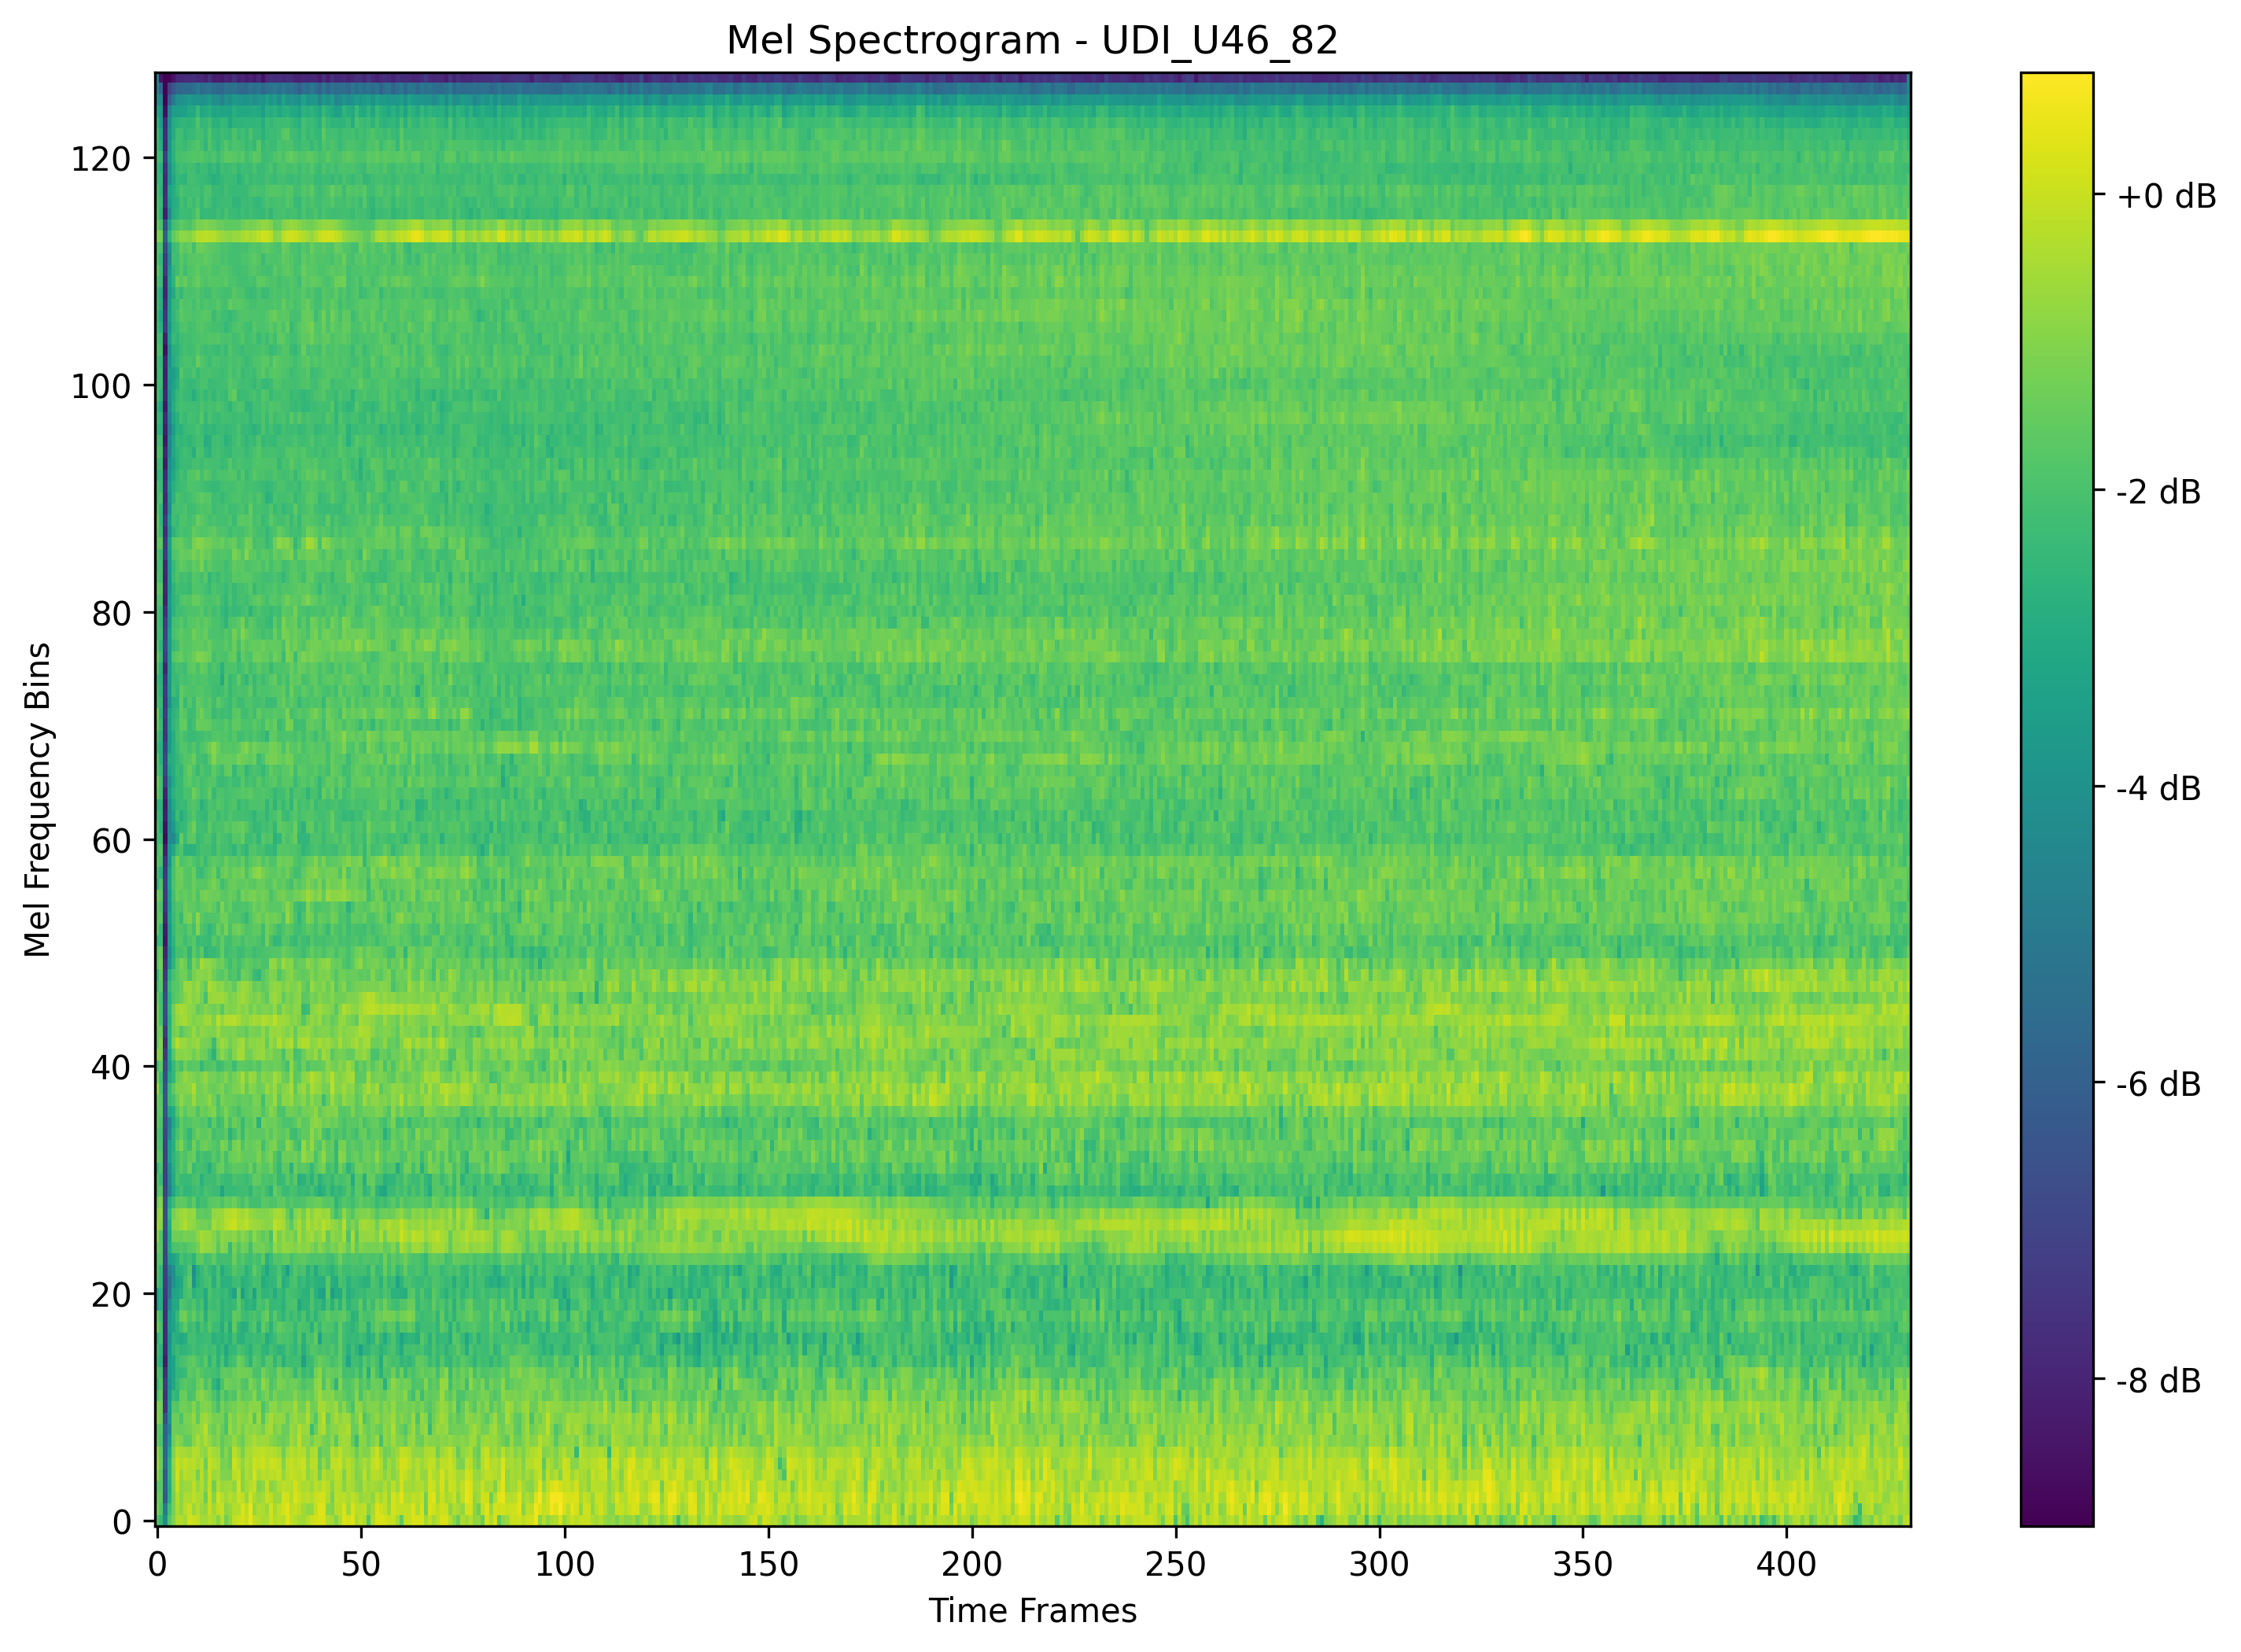 Mel Spectrogram - UDI_U46_82
Mel Frequency Bins
120
100
80
60
40
20
0
0 50 100 150 200 250 300 350 400
Time Frames
+0 dB
-2 dB
-4 dB
-6 dB
-8 dB